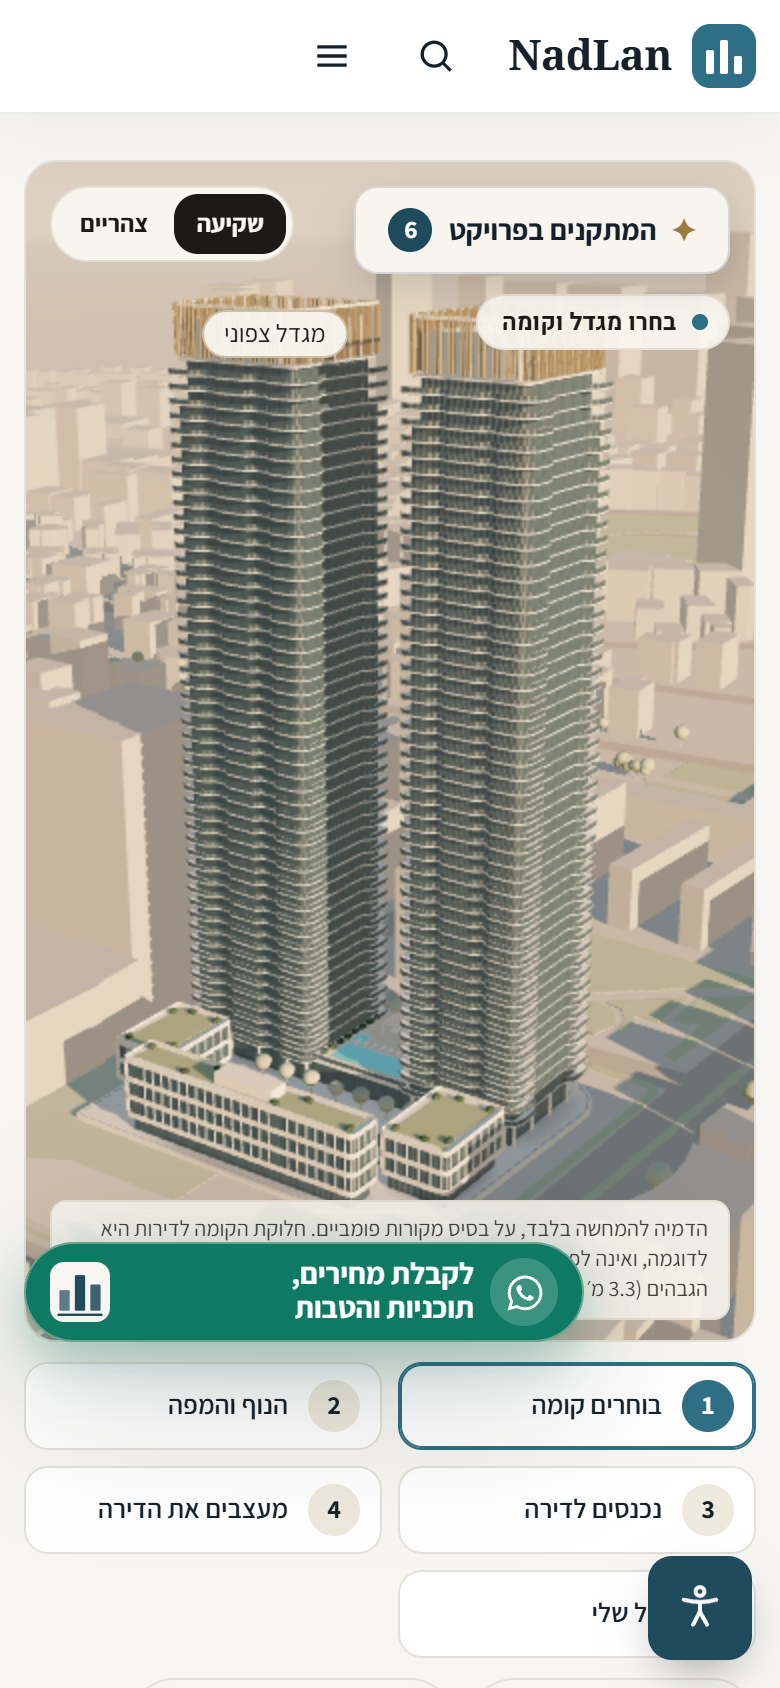 NadLan
המתקנים בפרויקט 6
שקיעה
צהריים
בחרו מגדל וקומה
מגדל צפוני
הדמיה להמחשה בלבד, על בסיס מקורות פומביים. חלוקת הקומה לדירות היא
לדוגמה, ואינה
הגבהים (3.3 מ׳
לקבלת מחירים,
תוכניות והטבות
1 בוחרים קומה
2 הנוף והמפה
3 נכנסים לדירה
4 מעצבים את הדירה
שלי